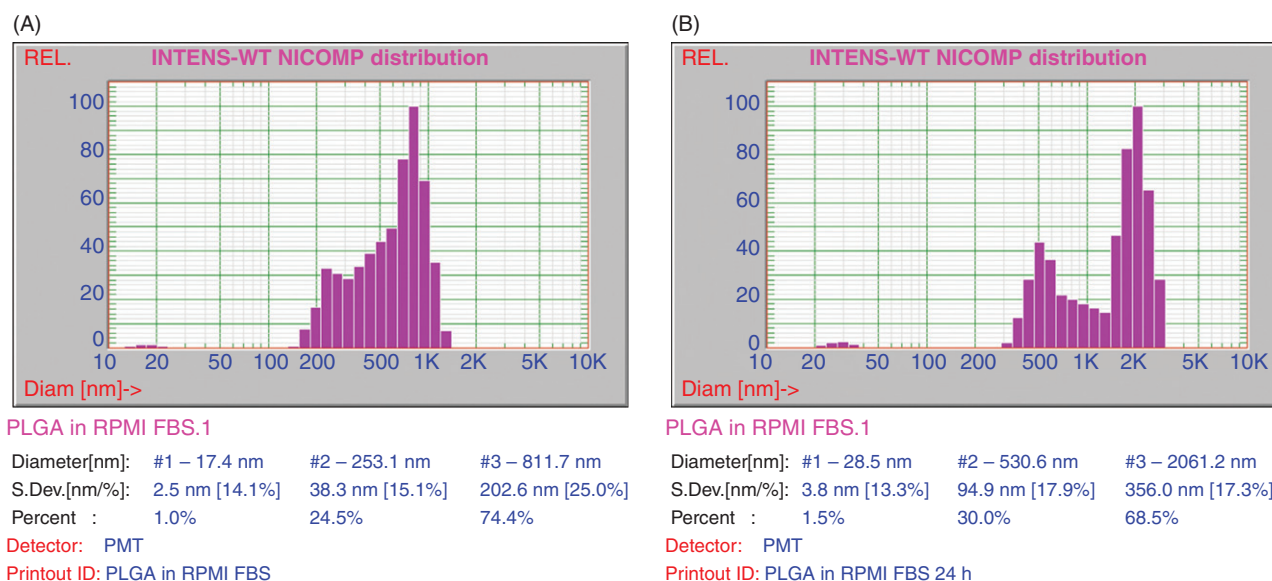 (A)
REL. INTENS-WT NICOMP distribution
100
80
60
40
20
0
10 20 50 100 200 500 1K 2K 5K 10K
Diam [nm]->
PLGA in RPMI FBS.1
Diameter[nm]: #1 – 17.4 nm #2 – 253.1 nm #3 – 811.7 nm
S.Dev.[nm/%]: 2.5 nm [14.1%] 38.3 nm [15.1%] 202.6 nm [25.0%]
Percent : 1.0% 24.5% 74.4%
Detector: PMT
Printout ID: PLGA in RPMI FBS
(B)
REL. INTENS-WT NICOMP distribution
100
80
60
40
20
0
10 20 50 100 200 500 1K 2K 5K 10K
Diam [nm]->
PLGA in RPMI FBS.1
Diameter[nm]: #1 – 28.5 nm #2 – 530.6 nm #3 – 2061.2 nm
S.Dev.[nm/%]: 3.8 nm [13.3%] 94.9 nm [17.9%] 356.0 nm [17.3%]
Percent : 1.5% 30.0% 68.5%
Detector: PMT
Printout ID: PLGA in RPMI FBS 24 h